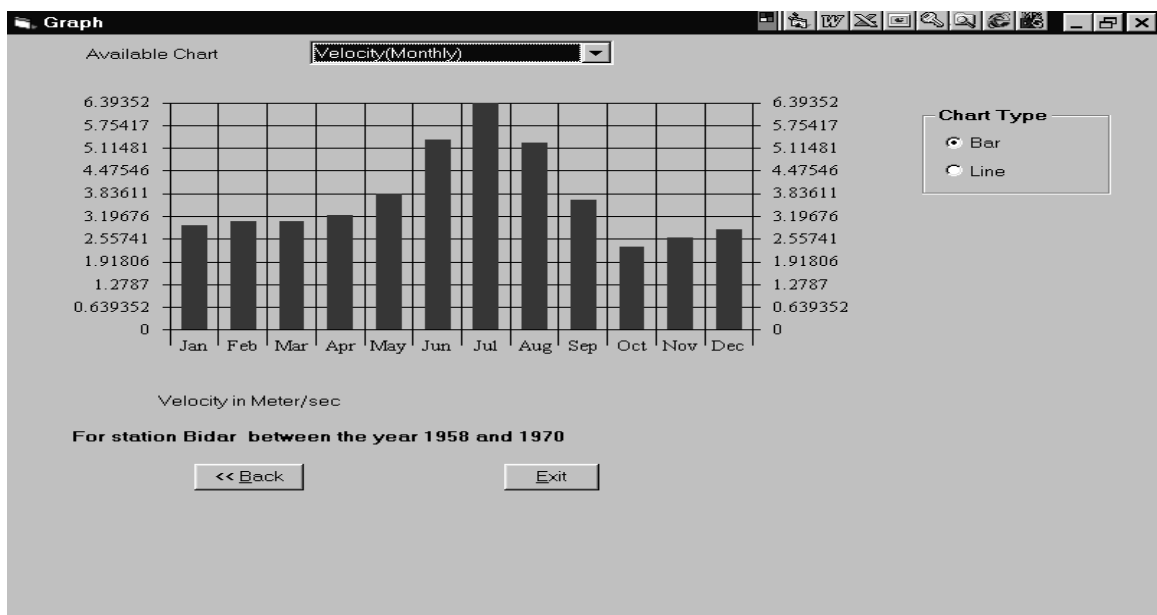 Graph
Available Chart Velocity(Monthly)
6.39352 6.39352
5.75417 5.75417
Chart Type
5.11481 5.11481
Bar
4.47546 4.47546
Line
3.83611 3.83611
3.19676 3.19676
2.55741 2.55741
1.91806 1.91806
1.2787 1.2787
0.639352 0.639352
0 0
Jan Feb Mar Apr May Jun Jul Aug Sep Oct Nov Dec
Velocity in Meter/sec
For station Bidar between the year 1958 and 1970
<< Back Exit